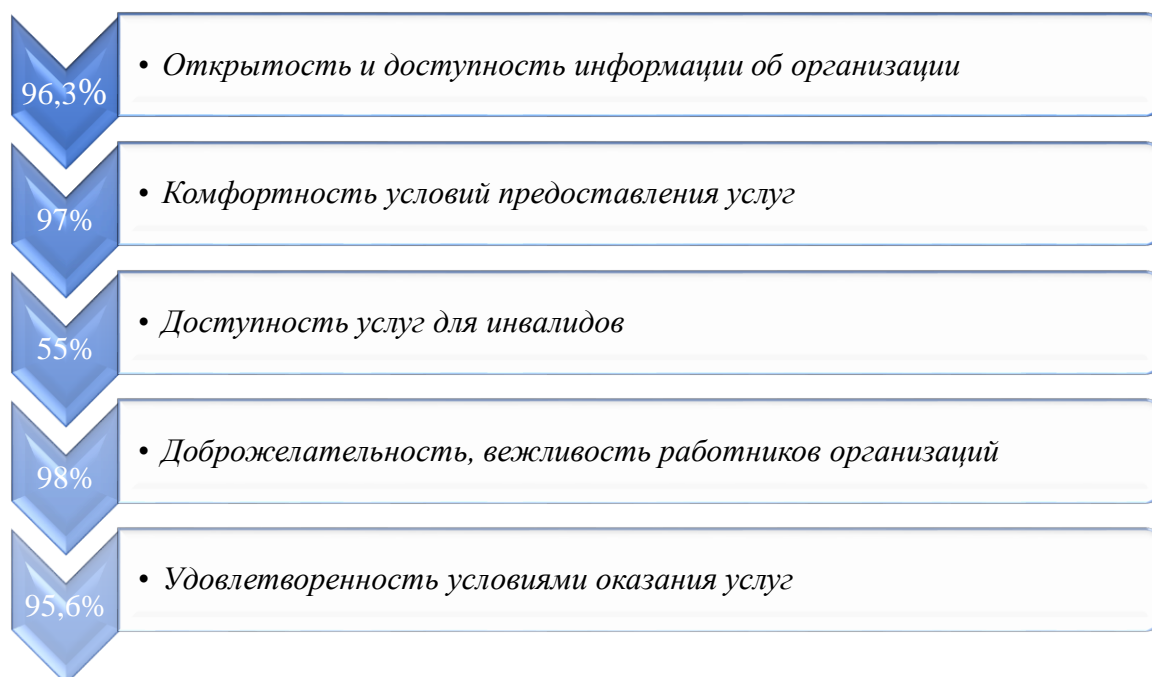 96,3%
• Открытость и доступность информации об организации
97%
• Комфортность условий предоставления услуг
55%
• Доступность услуг для инвалидов
98%
• Доброжелательность, вежливость работников организаций
95,6%
• Удовлетворенность условиями оказания услуг